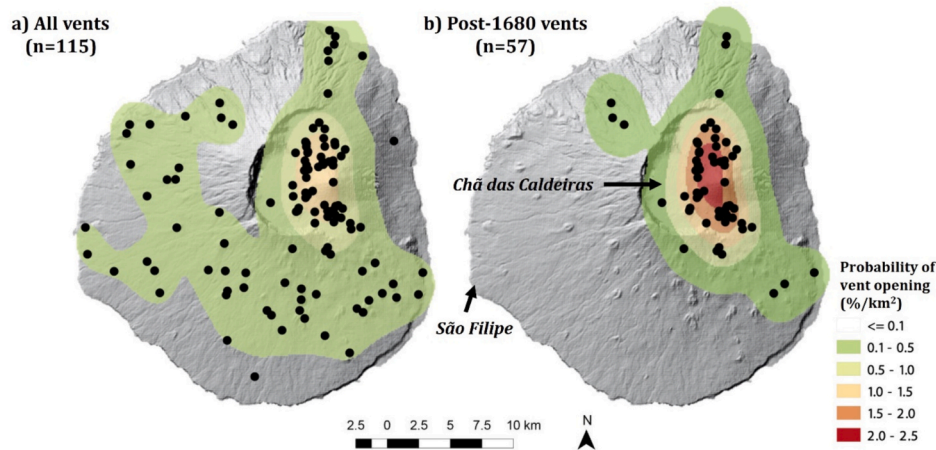 a) All vents
(n=115)
b) Post-1680 vents
(n=57)
Chã das Caldeiras
São Filipe
Probability of
vent opening
(%/km²)
<= 0.1
0.1 - 0.5
0.5 - 1.0
1.0 - 1.5
1.5 - 2.0
2.0 - 2.5
2.5 0 2.5 5 7.5 10 km
N